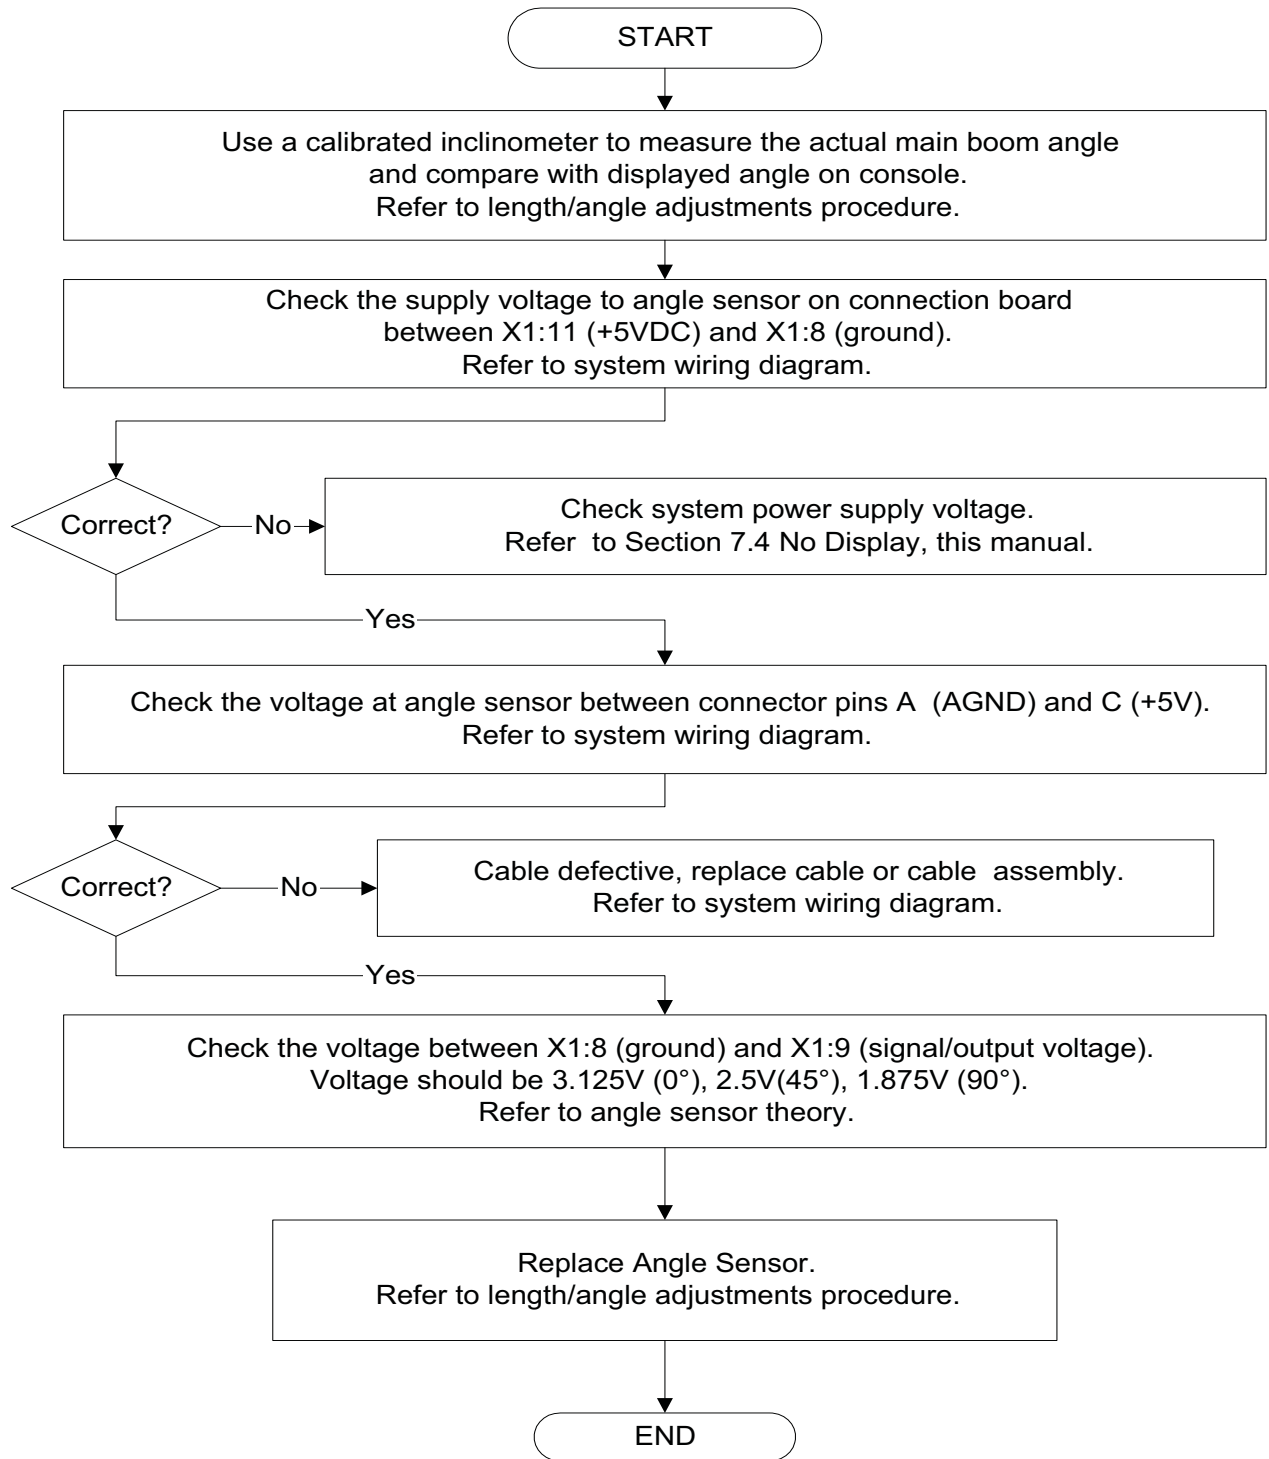 START
Use a calibrated inclinometer to measure the actual main boom angle
and compare with displayed angle on console.
Refer to length/angle adjustments procedure.
Check the supply voltage to angle sensor on connection board
between X1:11 (+5VDC) and X1:8 (ground).
Refer to system wiring diagram.
Correct?
No
Check system power supply voltage.
Refer  to Section 7.4 No Display, this manual.
Yes
Check the voltage at angle sensor between connector pins A  (AGND) and C (+5V).
Refer to system wiring diagram.
Correct?
No
Cable defective, replace cable or cable  assembly.
Refer to system wiring diagram.
Yes
Check the voltage between X1:8 (ground) and X1:9 (signal/output voltage).
Voltage should be 3.125V (0°), 2.5V(45°), 1.875V (90°).
Refer to angle sensor theory.
Replace Angle Sensor.
Refer to length/angle adjustments procedure.
END